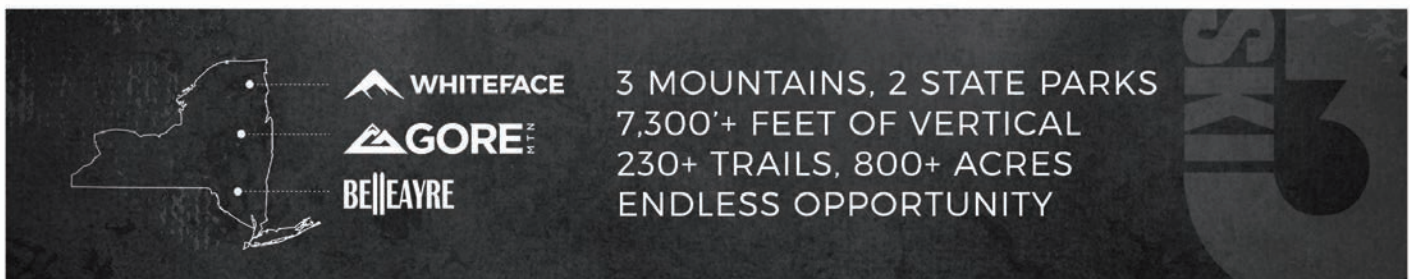 WHITEFACE
GORE MTN
BELLEAYRE
3 MOUNTAINS, 2 STATE PARKS
7,300'+ FEET OF VERTICAL
230+ TRAILS, 800+ ACRES
ENDLESS OPPORTUNITY
SKI 3